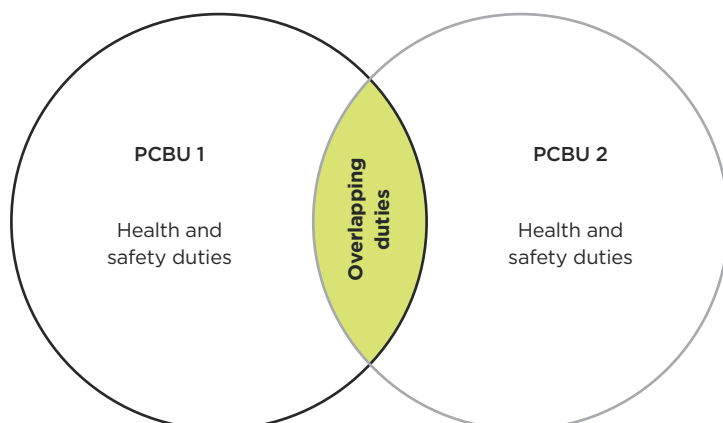 PCBU 1
Health and
safety duties
Overlapping
duties
PCBU 2
Health and
safety duties